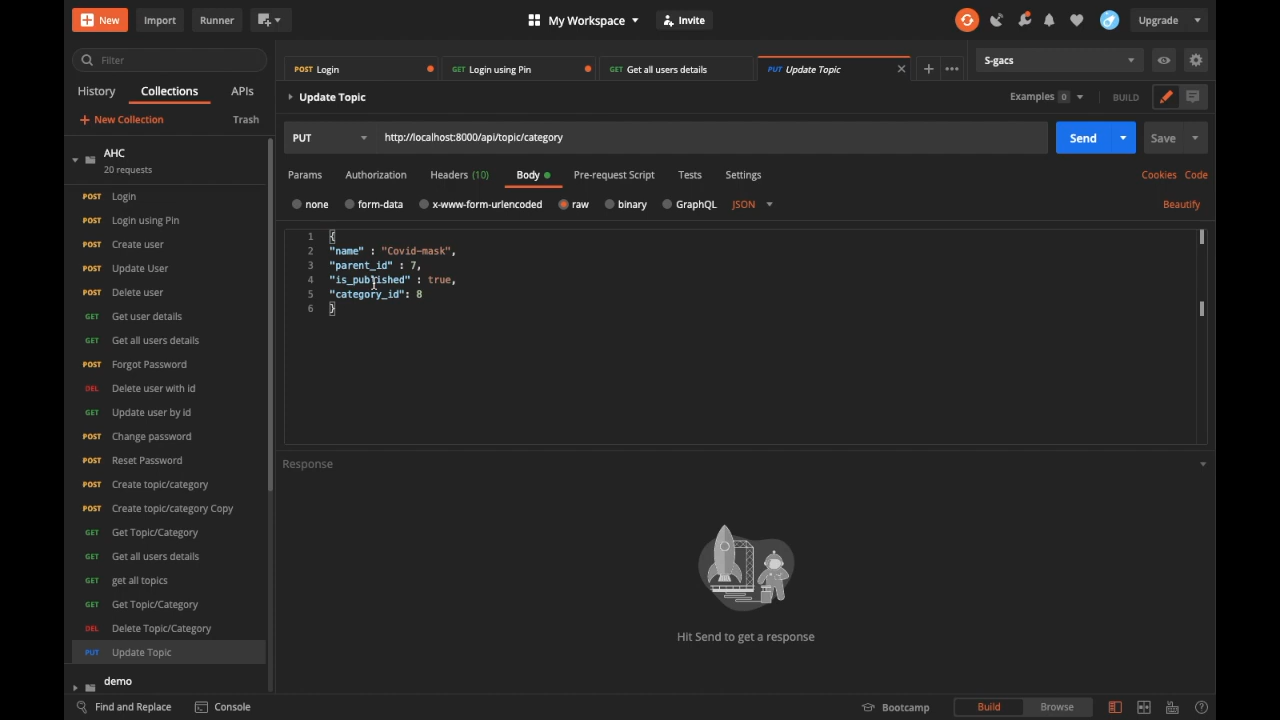 New Import Runner My Workspace Invite Upgrade
Filter
POST Login GET Login using Pin GET Get all users details PUT Update Topic S-gacs
History Collections APIs
Update Topic Examples 0 BUILD
New Collection Trash
PUT http://localhost:8000/api/topic/category Send Save
AHC
20 requests
Params Authorization Headers (10) Body Pre-request Script Tests Settings Cookies Code
none form-data x-www-form-urlencoded raw binary GraphQL JSON Beautify
POST Login
POST Login using Pin
POST Create user
POST Update User
POST Delete user
GET Get user details
GET Get all users details
POST Forgot Password
DEL Delete user with id
GET Update user by id
POST Change password
POST Reset Password
POST Create topic/category
POST Create topic/category Copy
GET Get Topic/Category
GET Get all users details
GET get all topics
GET Get Topic/Category
DEL Delete Topic/Category
PUT Update Topic
demo
1 {
2 "name" : "Covid-mask",
3 "parent_id" : 7,
4 "is_published" : true,
5 "category_id": 8
6 }
Response
Hit Send to get a response
Find and Replace Console Bootcamp Build Browse